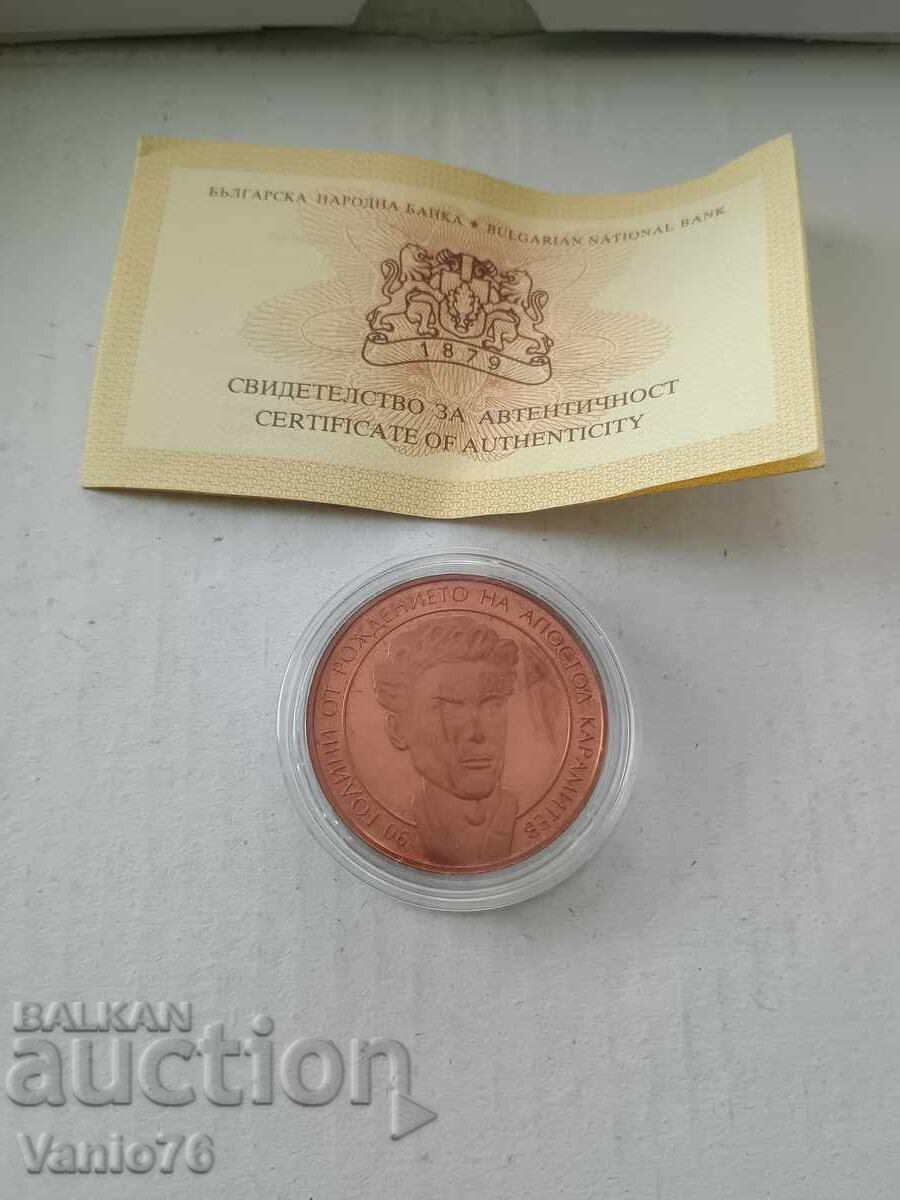 БЪЛГАРСКА НАРОДНА БАНКА ★ BULGARIAN NATIONAL BANK
1879
СВИДЕТЕЛСТВО ЗА АВТЕНТИЧНОСТ
CERTIFICATE OF AUTHENTICITY
90 ГОДИНИ ОТ РОЖДЕНИЕТО НА АПОСТОЛ КАРАМИТЕВ
BALKAN
auction
Vanio76